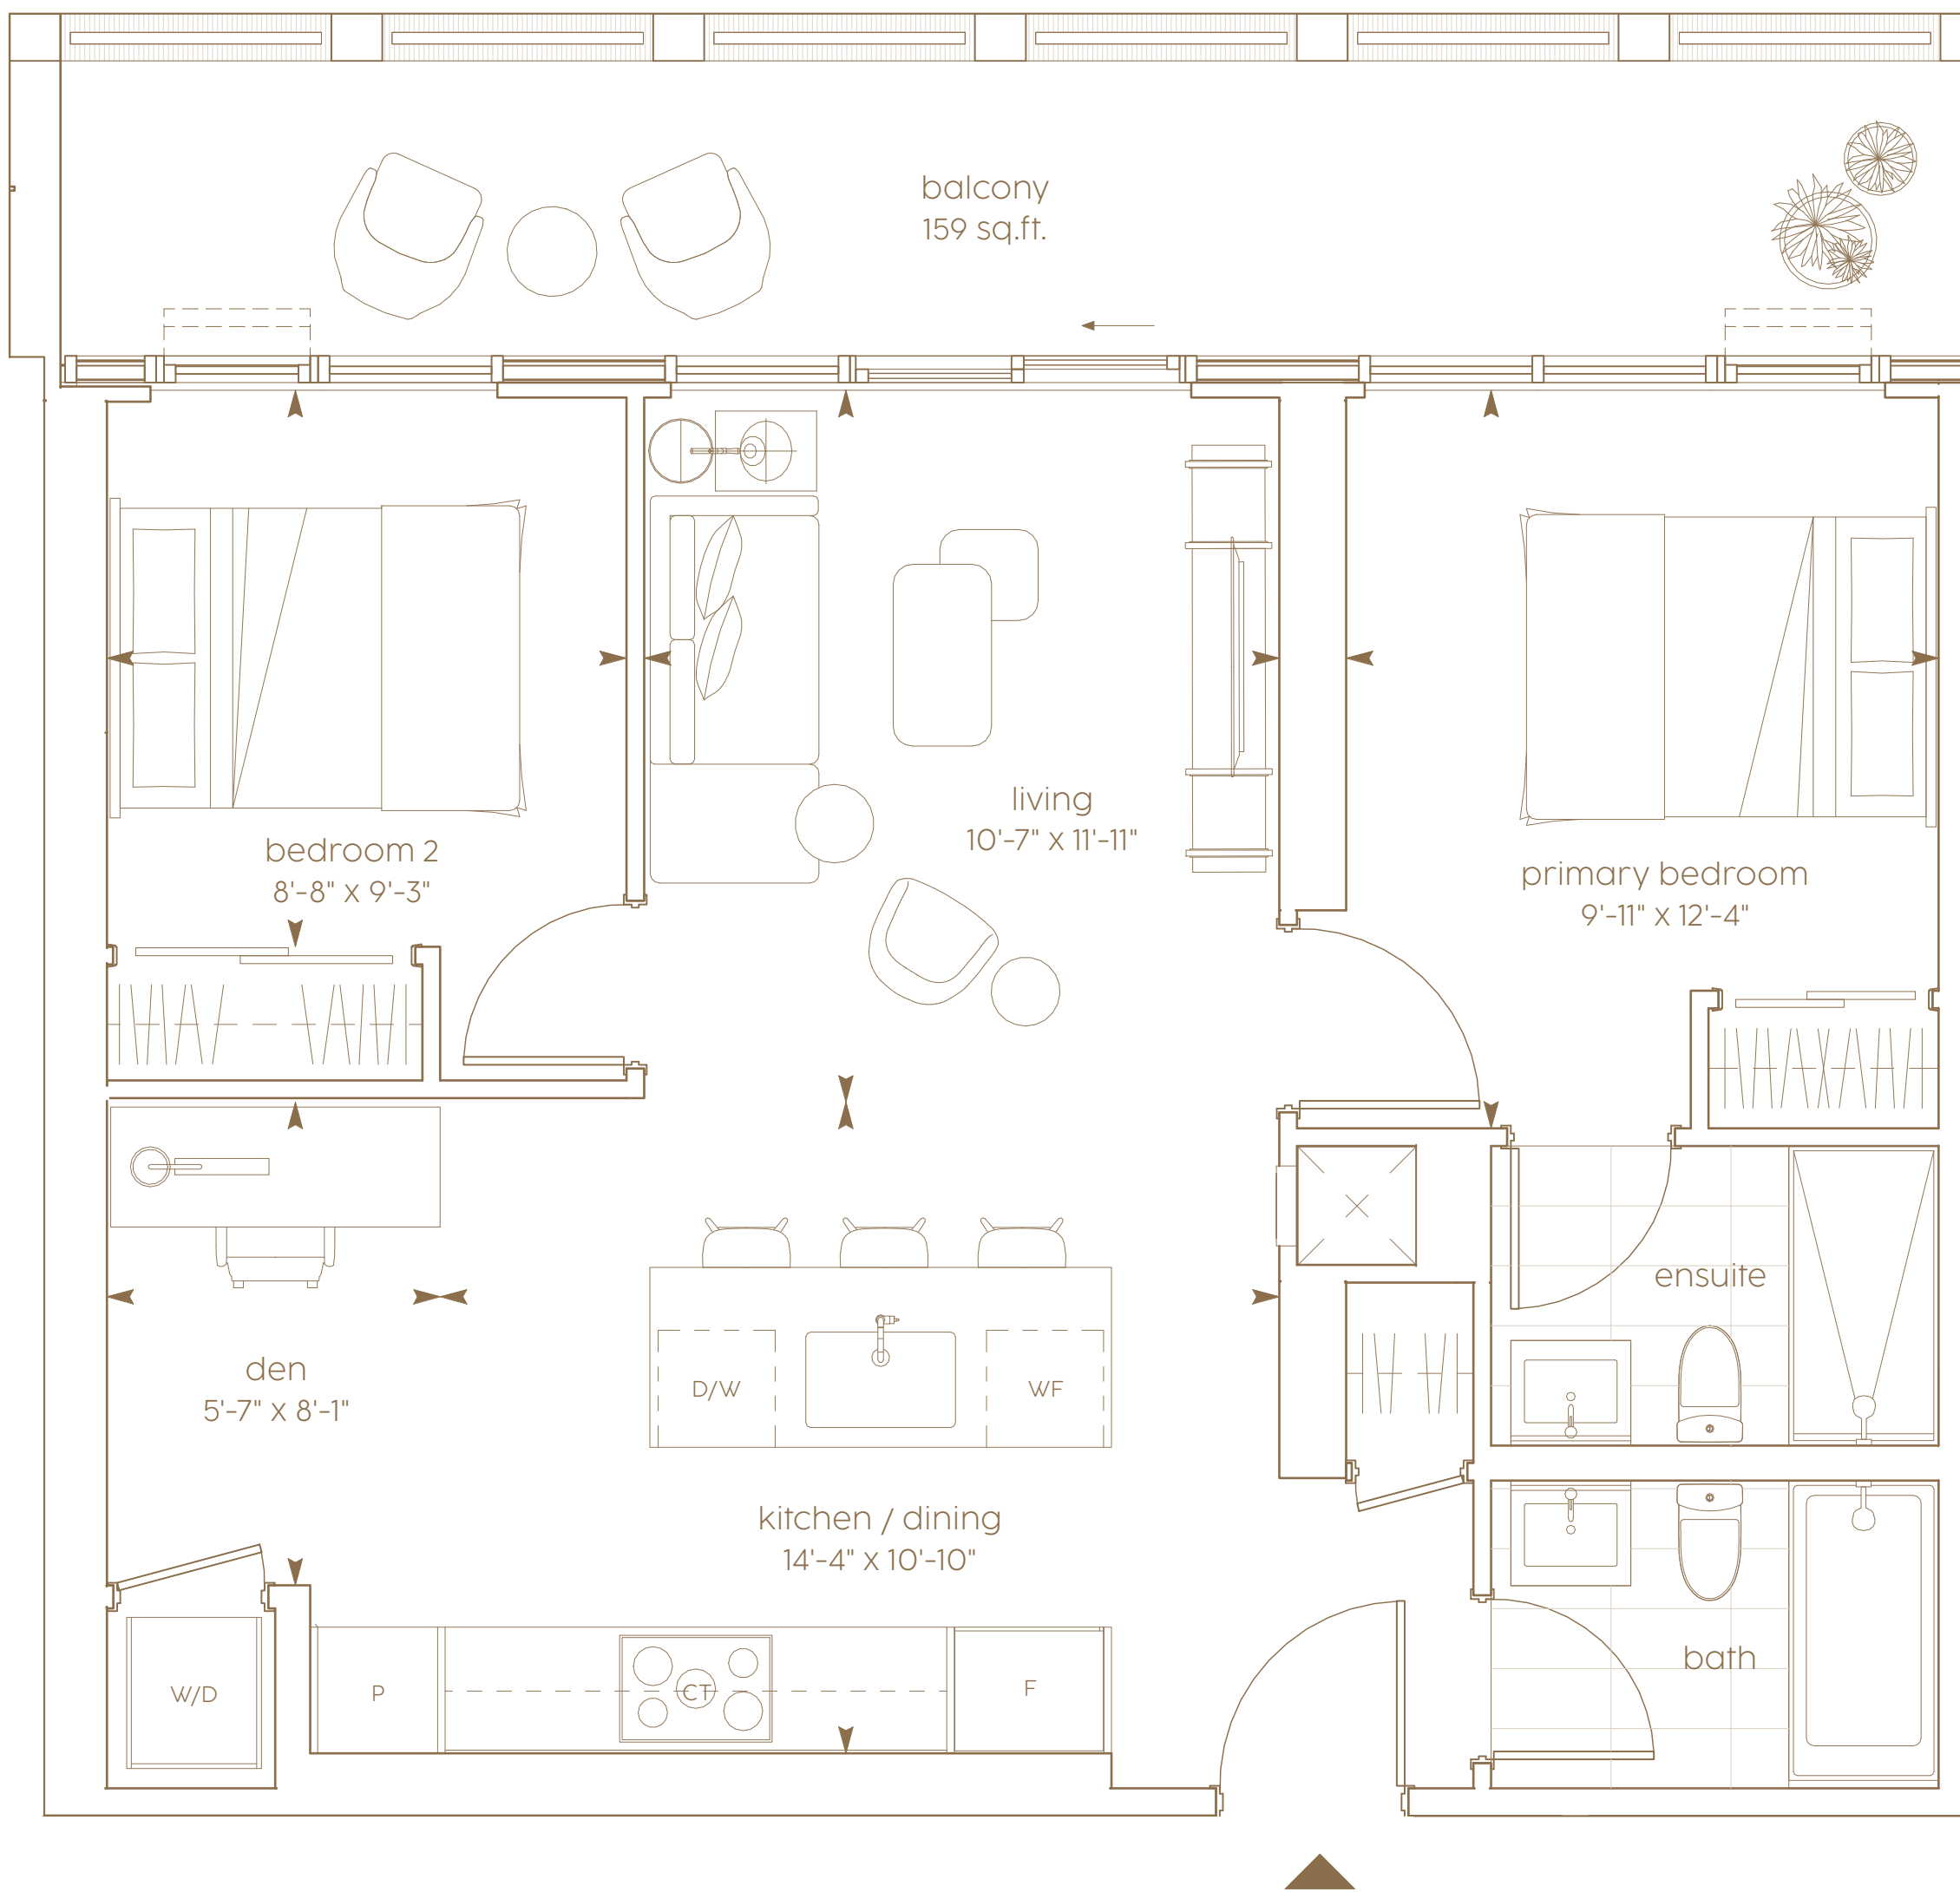 balcony
159 sq.ft.
living
10'-7" X 11'-11"
bedroom 2
8'-8" X 9'-3"
primary bedroom
9'-11" X 12'-4"
ensuite
den
5'-7" X 8'-1"
D/W
WF
kitchen / dining
14'-4" X 10'-10"
bath
W/D
P
CT
F